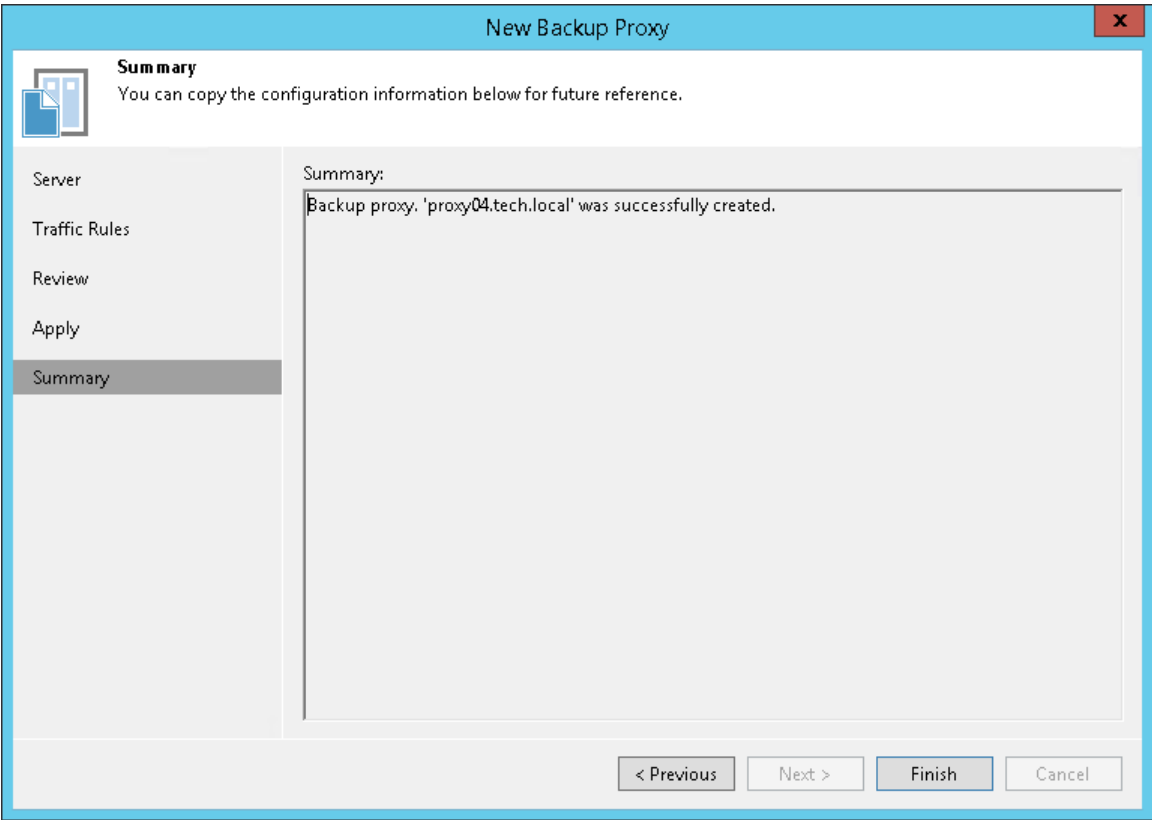 New Backup Proxy
x
Summary
You can copy the configuration information below for future reference.
Server
Traffic Rules
Review
Apply
Summary
Summary:
Backup proxy. 'proxy04.tech.local' was successfully created.
< Previous
Next >
Finish
Cancel